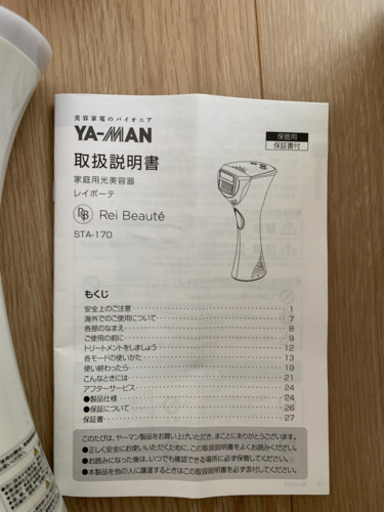 美容家電のパイオニア
YA-MAN
保管用
保証書付
取扱説明書
家庭用光美容器
レイボーテ
RB Rei Beauté
STA-170
もくじ
安全上のご注意 1
海外でのご使用について 7
各部のなまえ 8
ご使用の前に 9
トリートメントをしましょう 12
各モードの使いかた 13
使い終わったら 19
こんなときには 21
アフターサービス 24
●製品仕様 24
●保証について 26
保証書 27
このたびは、ヤーマン製品をお買い上げいただき、まことにありがとうございます。
●正しく安全にお使いいただくために、この取扱説明書を必ずお読みください。
●お読みになった後は、いつでも確認できる場所に必ず保管してください。
●本製品を他の人に譲渡するときはこの取扱説明書を必ず添付してください。